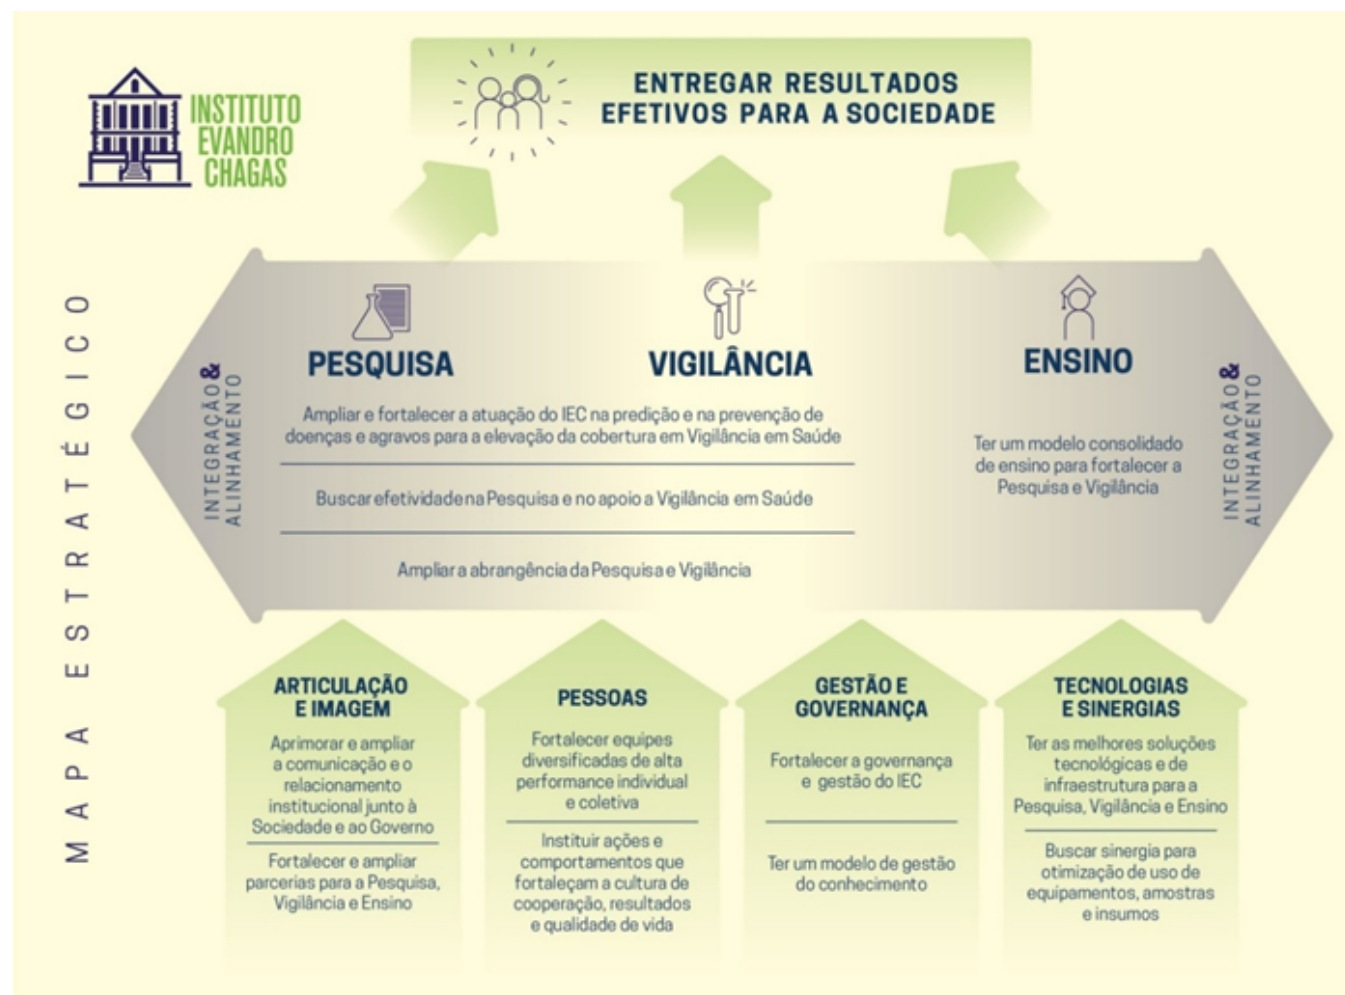 INSTITUTO
EVANDRO
CHAGAS
ENTREGAR RESULTADOS
EFETIVOS PARA A SOCIEDADE
MAPA ESTRATÉGICO
INTEGRAÇÃO &
ALINHAMENTO
PESQUISA
VIGILÂNCIA
Ampliar e fortalecer a atuação do IEC na predição e na prevenção de
doenças e agravos para a elevação da cobertura em Vigilância em Saúde
Buscar efetividade na Pesquisa e no apoio a Vigilância em Saúde
Ampliar a abrangência da Pesquisa e Vigilância
ENSINO
Ter um modelo consolidado
de ensino para fortalecer a
Pesquisa e Vigilância
INTEGRAÇÃO &
ALINHAMENTO
ARTICULAÇÃO
E IMAGEM
Aprimorar e ampliar
a comunicação e o
relacionamento
institucional junto à
Sociedade e ao Governo
Fortalecer e ampliar
parcerias para a Pesquisa,
Vigilância e Ensino
PESSOAS
Fortalecer equipes
diversificadas de alta
performance individual
e coletiva
Instituir ações e
comportamentos que
fortaleçam a cultura de
cooperação, resultados
e qualidade de vida
GESTÃO E
GOVERNANÇA
Fortalecer a governança
e gestão do IEC
Ter um modelo de gestão
do conhecimento
TECNOLOGIAS
E SINERGIAS
Ter as melhores soluções
tecnológicas e de
infraestrutura para a
Pesquisa, Vigilância e Ensino
Buscar sinergia para
otimização de uso de
equipamentos, amostras
e insumos